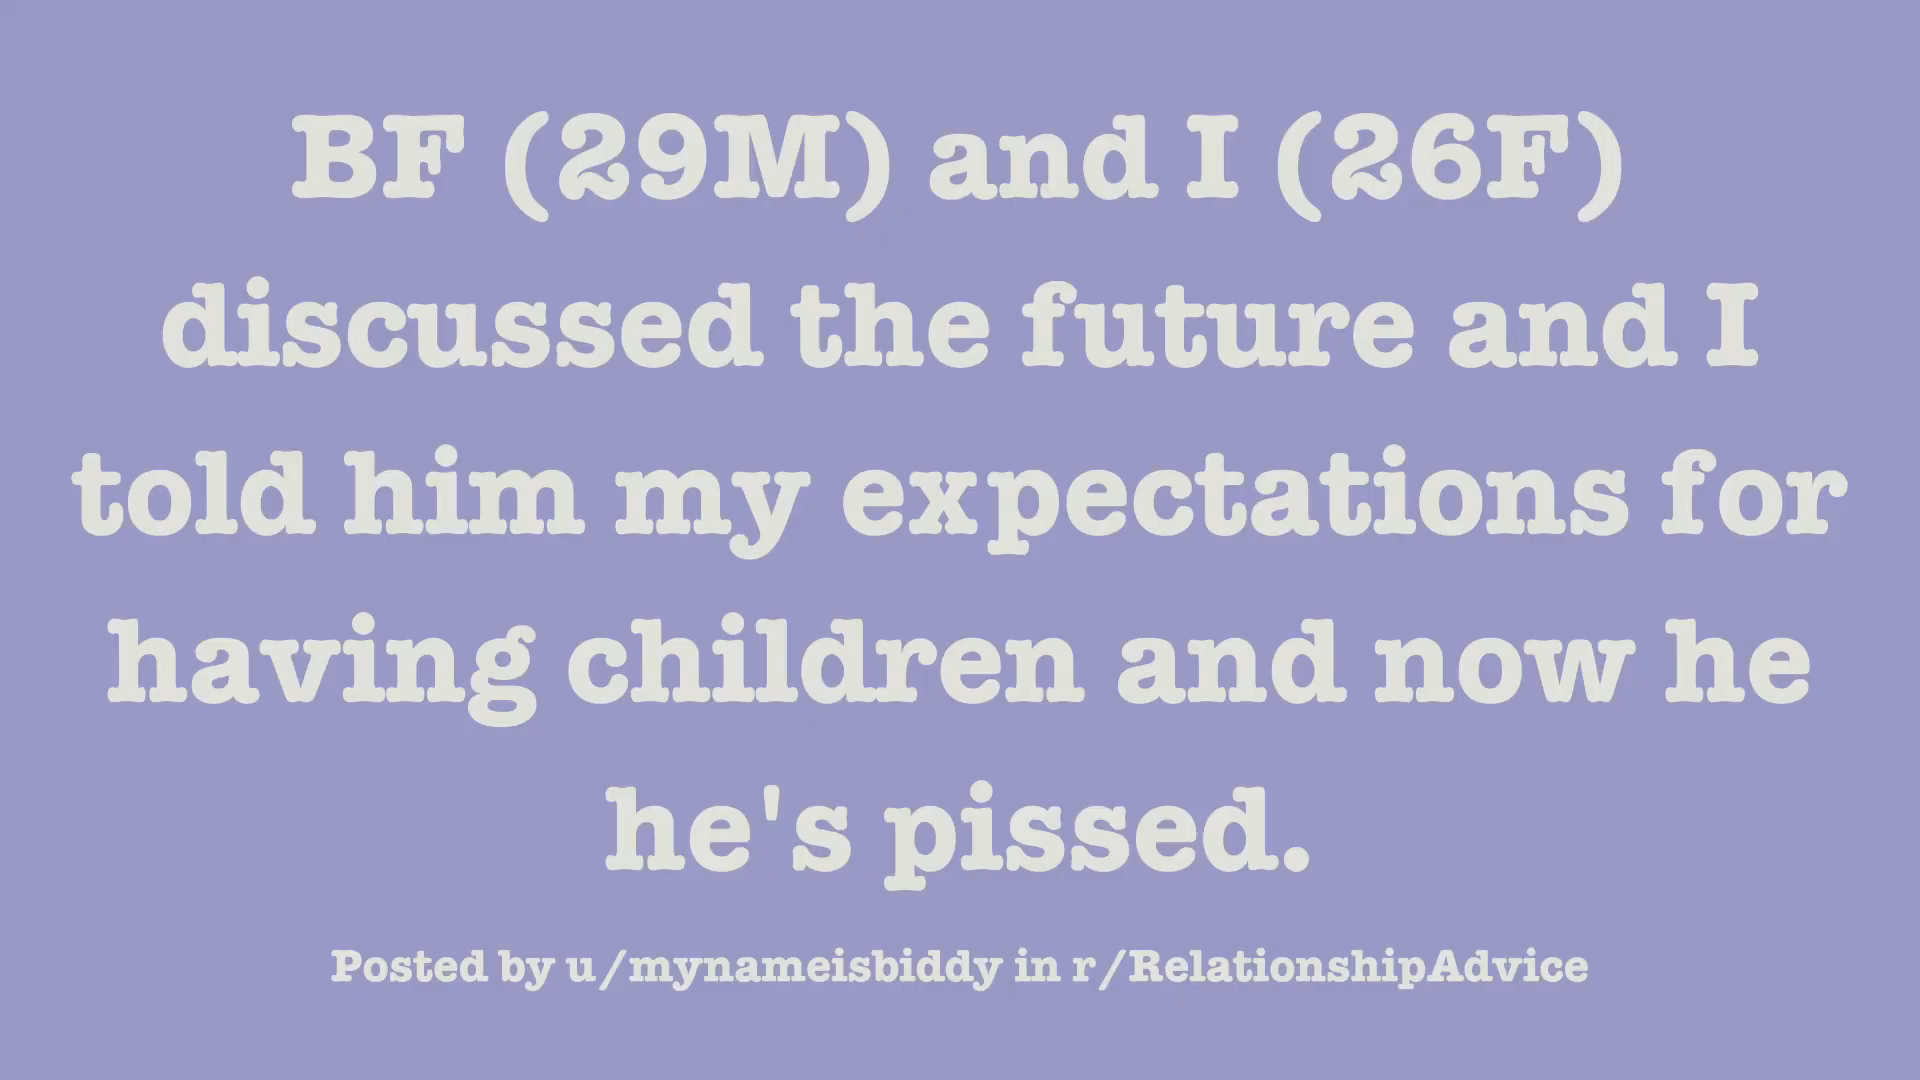 BF (29M) and I (26F)
discussed the future and I
told him my expectations for
having children and now he
he's pissed.
Posted by u/mynameisbiddy in r/RelationshipAdvice